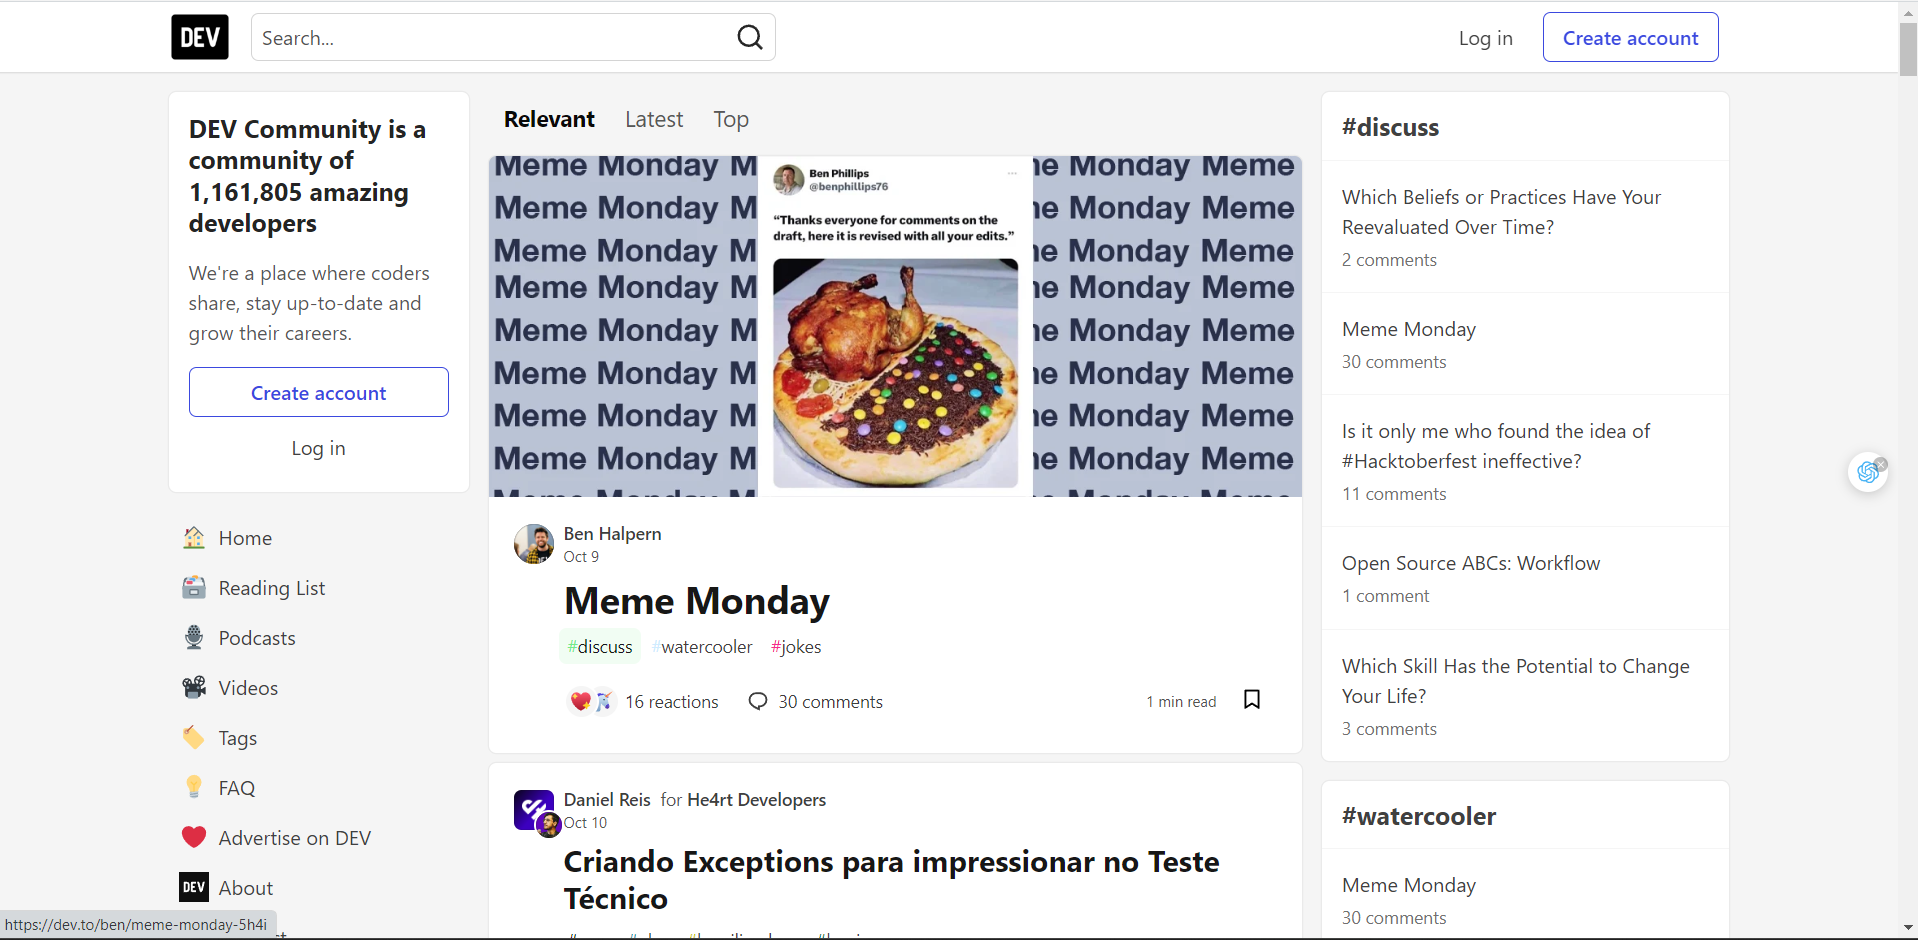 DEV
Search...
Log in
Create account
DEV Community is a
community of
1,161,805 amazing
developers
We're a place where coders
share, stay up-to-date and
grow their careers.
Create account
Log in
Home
Reading List
Podcasts
Videos
Tags
FAQ
Advertise on DEV
DEV About
https://dev.to/ben/meme-monday-5h4i
Relevant Latest Top
Meme Monday M
Meme Monday M
Meme Monday M
Meme Monday M
Meme Monday M
Meme Monday M
Meme Monday M
Meme Monday M
Ben Phillips
@benphillips76
“Thanks everyone for comments on the
draft, here it is revised with all your edits.”
ne Monday Meme
ne Monday Meme
ne Monday Meme
ne Monday Meme
ne Monday Meme
ne Monday Meme
ne Monday Meme
ne Monday Meme
Ben Halpern
Oct 9
Meme Monday
#discuss #watercooler #jokes
16 reactions 30 comments 1 min read
Daniel Reis for He4rt Developers
Oct 10
Criando Exceptions para impressionar no Teste
Técnico
#discuss
Which Beliefs or Practices Have Your
Reevaluated Over Time?
2 comments
Meme Monday
30 comments
Is it only me who found the idea of
#Hacktoberfest ineffective?
11 comments
Open Source ABCs: Workflow
1 comment
Which Skill Has the Potential to Change
Your Life?
3 comments
#watercooler
Meme Monday
30 comments